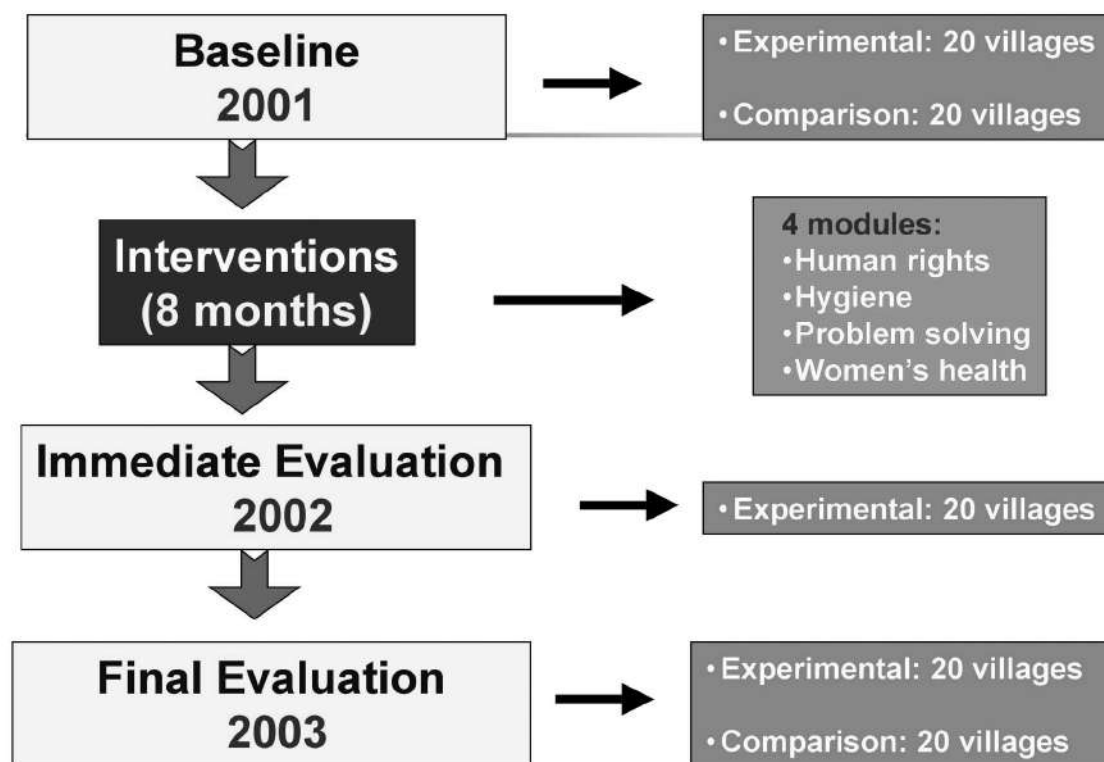 Baseline
2001
• Experimental: 20 villages
• Comparison: 20 villages
Interventions
(8 months)
4 modules:
•Human rights
•Hygiene
•Problem solving
•Women’s health
Immediate Evaluation
2002
• Experimental: 20 villages
Final Evaluation
2003
• Experimental: 20 villages
• Comparison: 20 villages